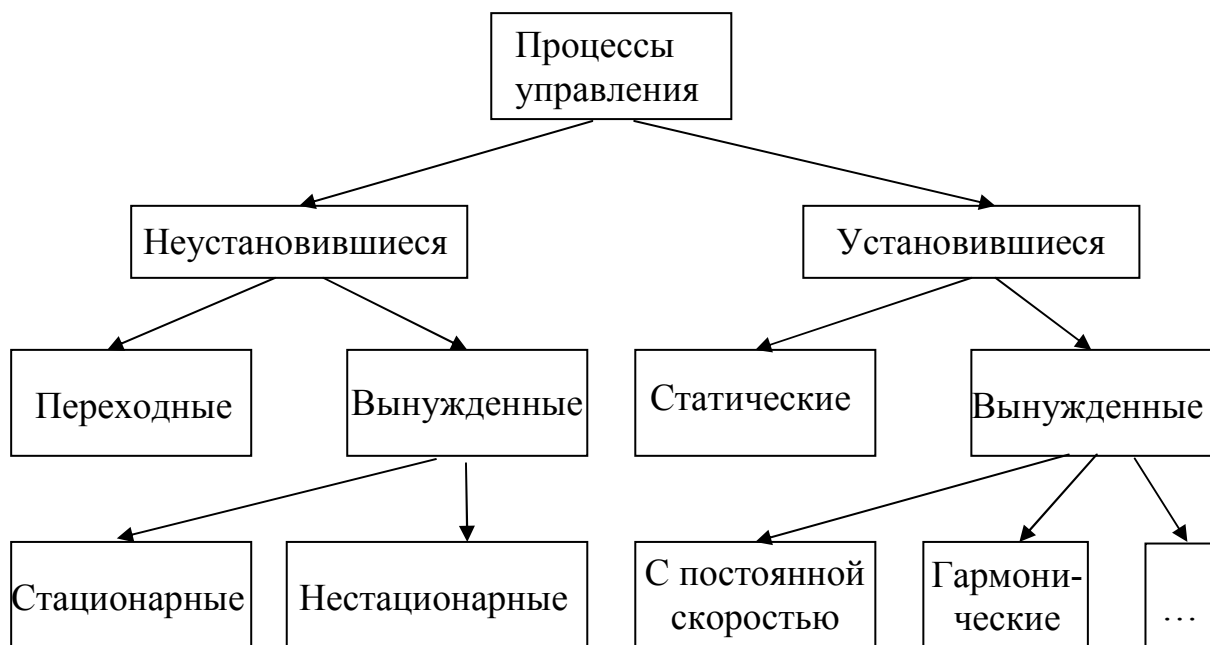 Процессы
управления
Неустановившиеся
Установившиеся
Переходные
Вынужденные
Статические
Вынужденные
Стационарные
Нестационарные
С постоянной
скоростью
Гармони-
ческие
…